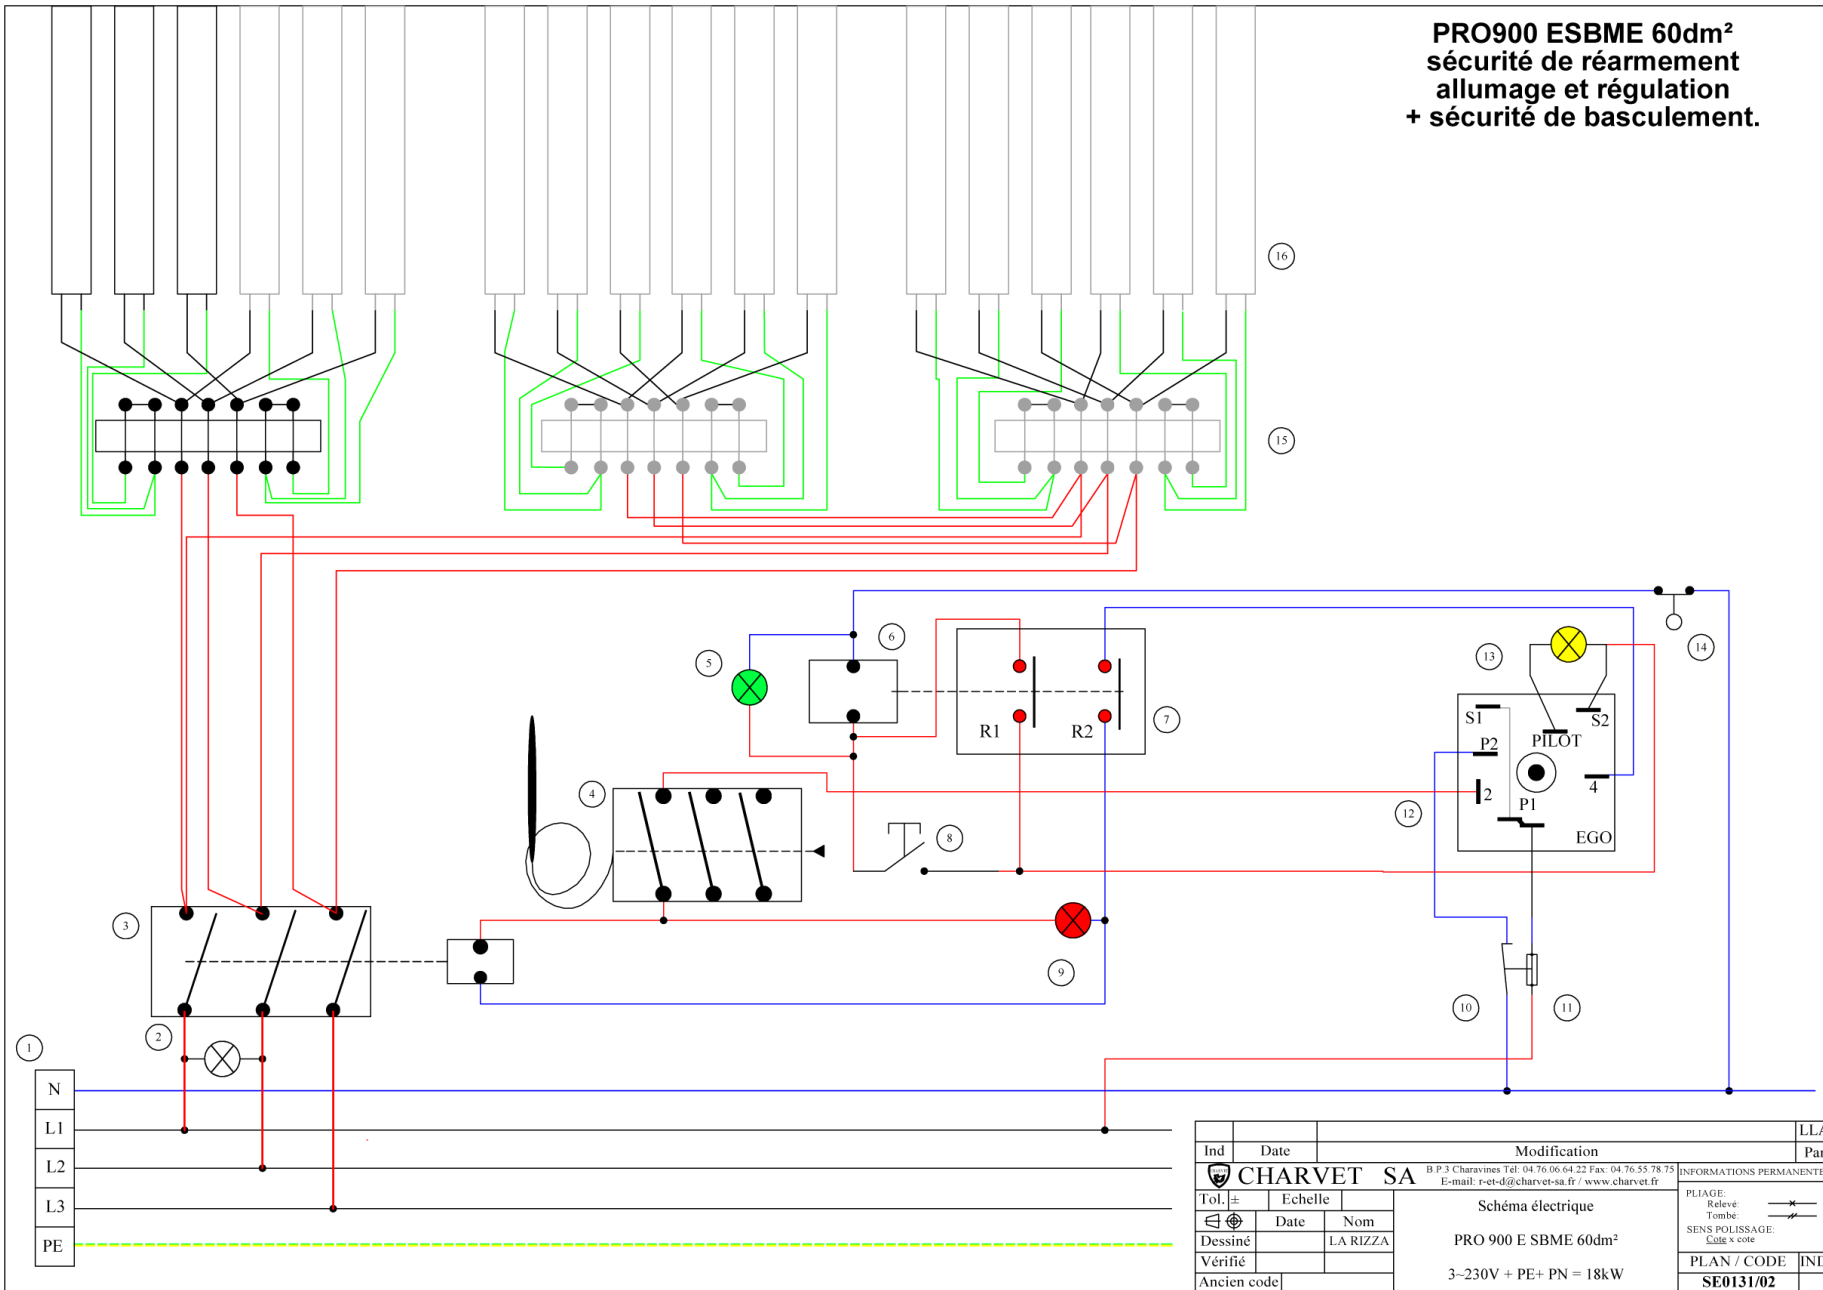 PRO900 ESBME 60dm²
sécurité de réarmement
allumage et régulation
+ sécurité de basculement.
16
15
6
5
13
14
7
R1
R2
S1
S2
P2
PILOT
4
2
4
P1
12
8
EGO
3
9
10
11
2
1
N
L1
L2
L3
PE
LLA
Ind Date Modification Par
CHARVET SA
B.P.3 Charavines Tél: 04.76.06.64.22 Fax: 04.76.55.78.75
E-mail: r-et-d@charvet-sa.fr / www.charvet.fr
INFORMATIONS PERMANENTE
Tol. ± Echelle
Date Nom
Dessiné LA RIZZA
Vérifié
Ancien code
Schéma électrique
PRO 900 E SBME 60dm²
3~230V + PE+ PN = 18kW
PLIAGE:
Relevé:
Tombé:
SENS POLISSAGE:
Cote x cote
PLAN / CODE IND
SE0131/02